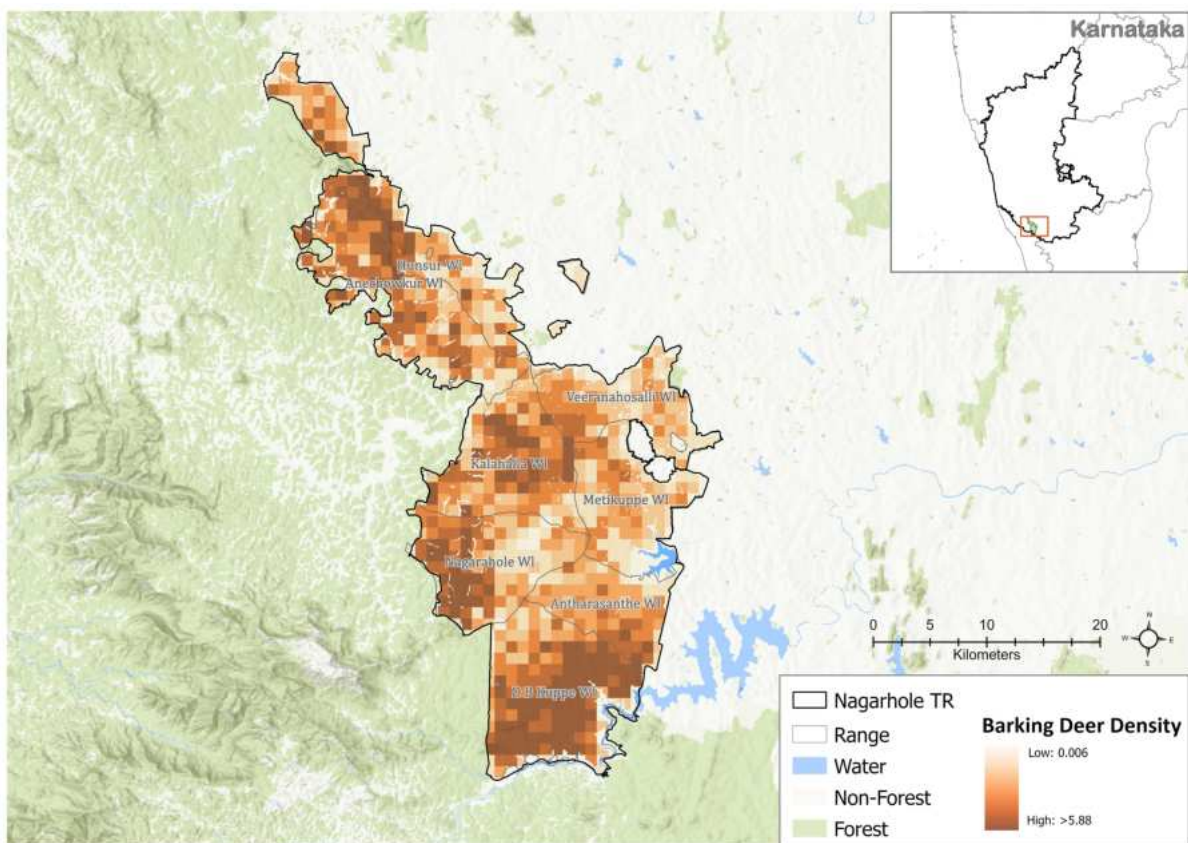 Karnataka
Hunsur Wl
Anechowkur Wl
Veeranahosalli Wl
Kalahalla Wl
Metikuppe Wl
Nagarahole Wl
Antharasanthe Wl
D B Kuppe Wl
0 5 10 20
Kilometers
N
W E
S
Nagarhole TR
Range
Water
Non-Forest
Forest
Barking Deer Density
Low: 0.006
High: >5.88